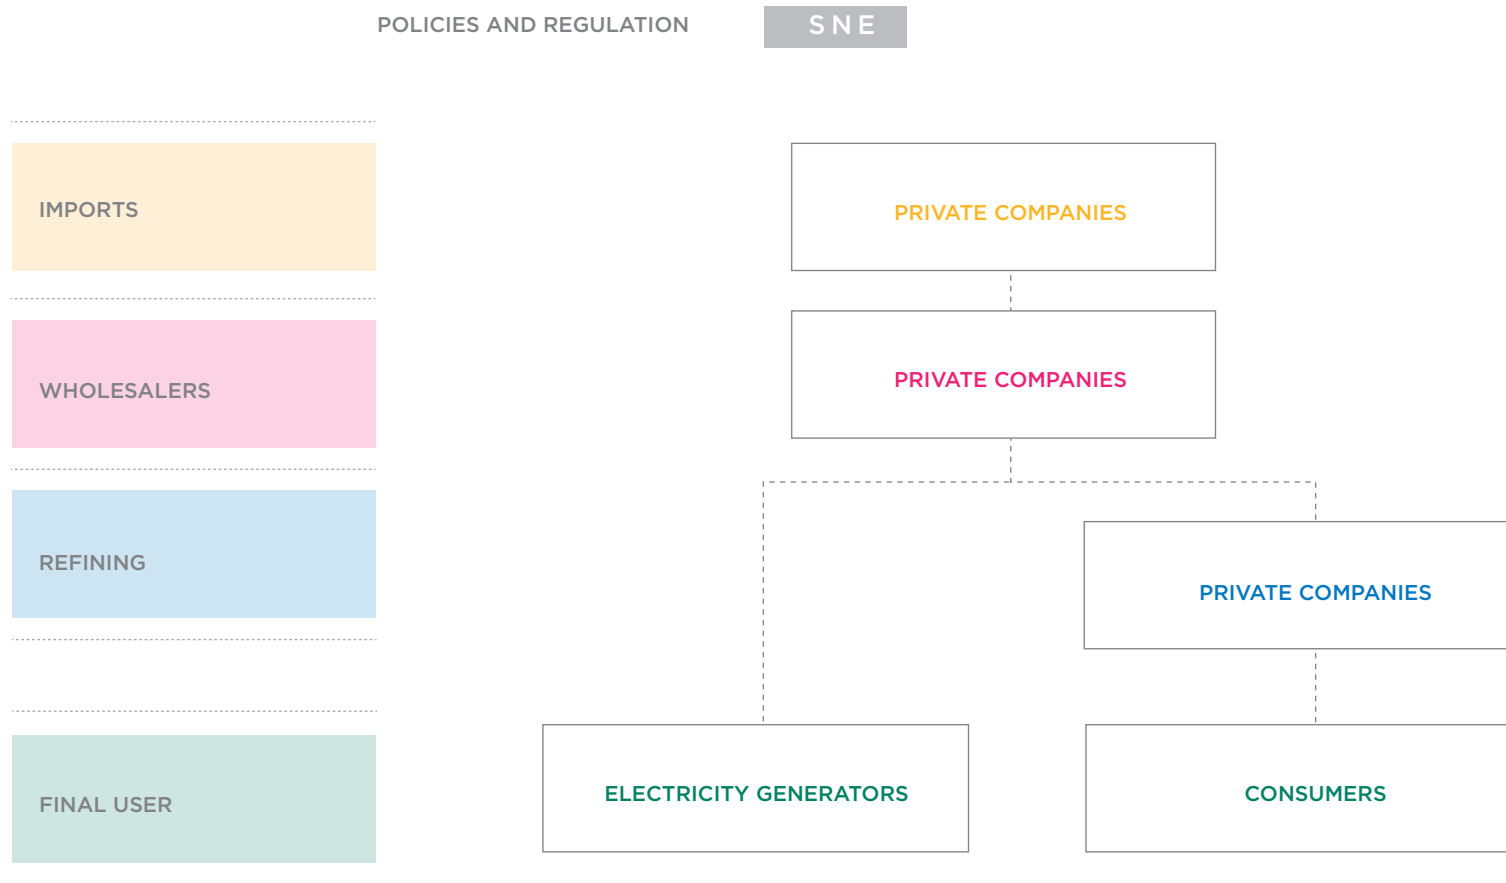 POLICIES AND REGULATION
SNE
IMPORTS
PRIVATE COMPANIES
WHOLESALERS
PRIVATE COMPANIES
REFINING
PRIVATE COMPANIES
FINAL USER
ELECTRICITY GENERATORS
CONSUMERS